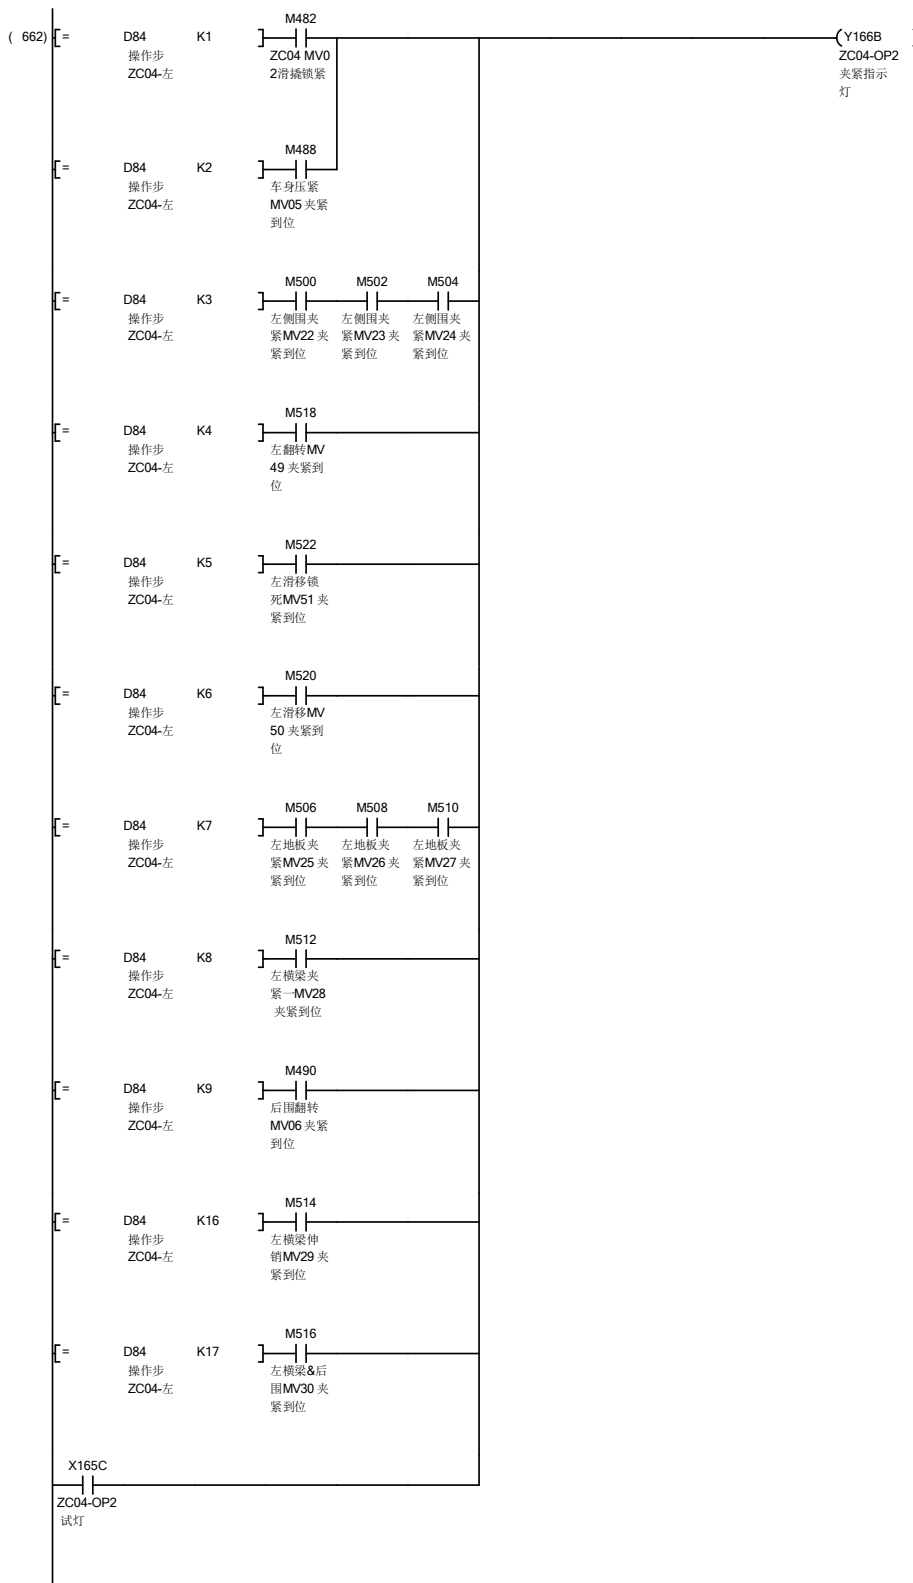 M482
( 662) [= D84 K1 ] Y166B
操作步 ZC04 MV0 ZC04-OP2
ZC04-左 2滑撬锁紧 夹紧指示
灯
M488
[= D84 K2 ]
操作步 车身压紧
ZC04-左 MV05 夹紧
到位
M500 M502 M504
[= D84 K3 ]
操作步 左侧围夹 左侧围夹 左侧围夹
ZC04-左 紧MV22 夹 紧MV23 夹 紧MV24 夹
紧到位 紧到位 紧到位
M518
[= D84 K4 ]
操作步 左翻转MV
ZC04-左 49 夹紧到
位
M522
[= D84 K5 ]
操作步 左滑移锁
ZC04-左 死MV51 夹
紧到位
M520
[= D84 K6 ]
操作步 左滑移MV
ZC04-左 50 夹紧到
位
M506 M508 M510
[= D84 K7 ]
操作步 左地板夹 左地板夹 左地板夹
ZC04-左 紧MV25 夹 紧MV26 夹 紧MV27 夹
紧到位 紧到位 紧到位
M512
[= D84 K8 ]
操作步 左横梁夹
ZC04-左 紧一MV28
夹紧到位
M490
[= D84 K9 ]
操作步 后围翻转
ZC04-左 MV06 夹紧
到位
M514
[= D84 K16 ]
操作步 左横梁伸
ZC04-左 销MV29 夹
紧到位
M516
[= D84 K17 ]
操作步 左横梁&后
ZC04-左 围MV30 夹
紧到位
X165C
ZC04-OP2
试灯